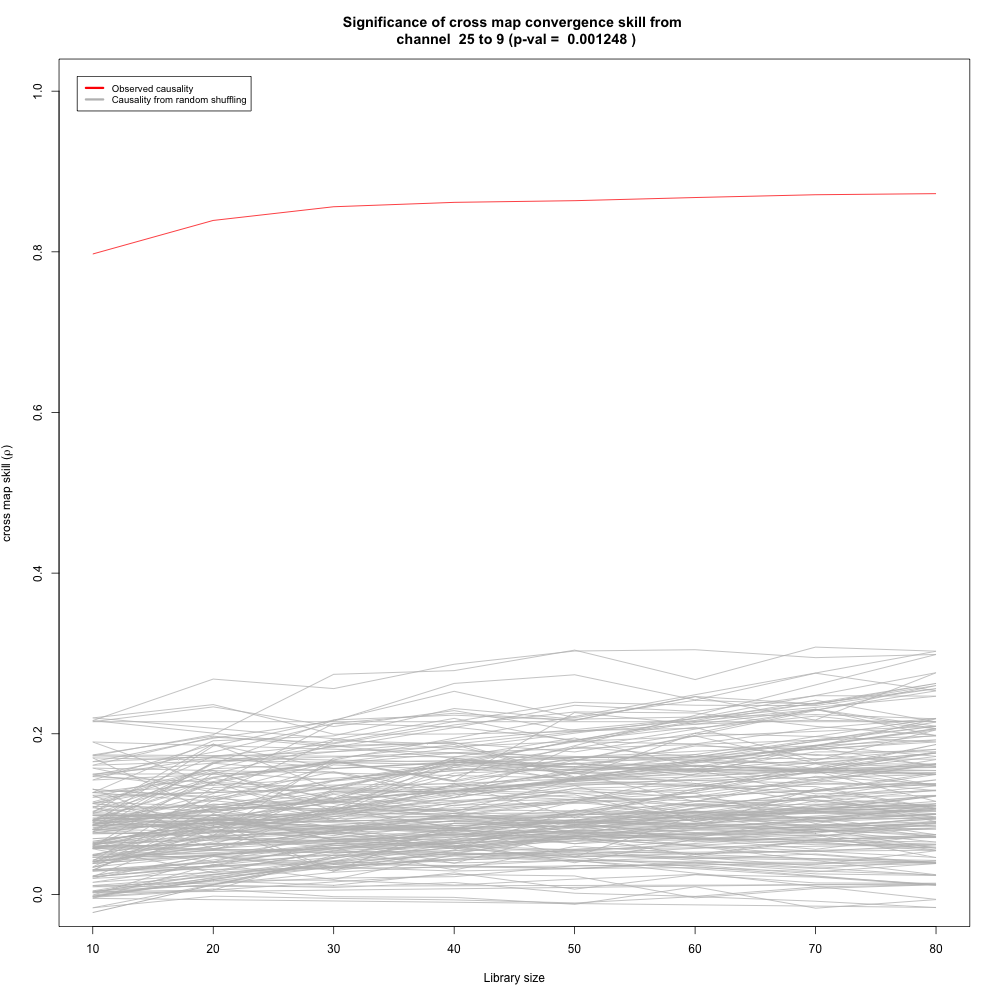 Significance of cross map convergence skill from
channel  25 to 9 (p-val =  0.001248 )
Observed causality
Causality from random shuffling
1.0
0.8
0.6
0.4
0.2
0.0
cross map skill (ρ)
10 20 30 40 50 60 70 80
Library size